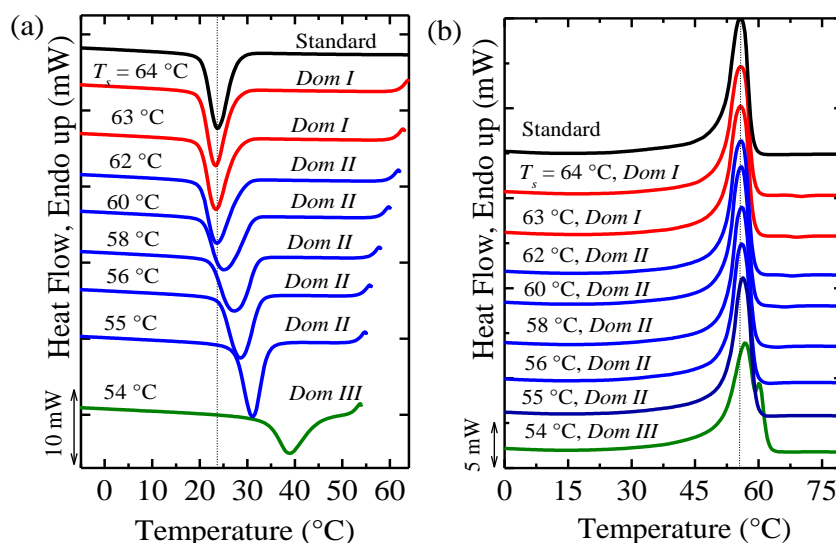 (a)
Heat Flow, Endo up (mW)
Standard
Ts = 64 °C Dom I
63 °C Dom I
62 °C Dom II
60 °C Dom II
58 °C Dom II
56 °C Dom II
55 °C Dom II
54 °C Dom III
10 mW
0 10 20 30 40 50 60
Temperature (°C)
(b)
Heat Flow, Endo up (mW)
Standard
Ts = 64 °C, Dom I
63 °C, Dom I
62 °C, Dom II
60 °C, Dom II
58 °C, Dom II
56 °C, Dom II
55 °C, Dom II
54 °C, Dom III
5 mW
0 15 30 45 60 75
Temperature (°C)